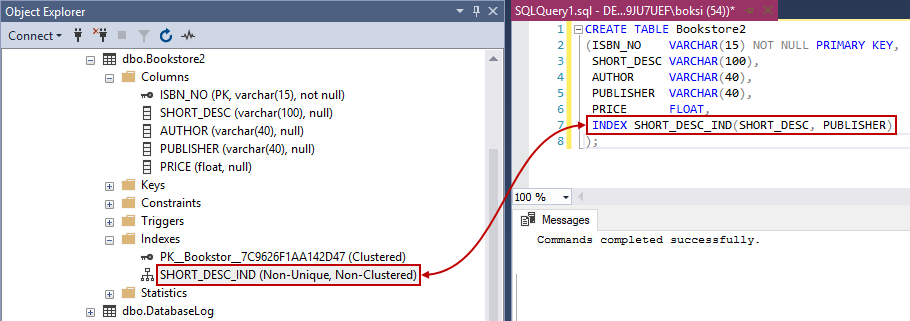 Object Explorer
Connect
dbo.Bookstore2
Columns
ISBN_NO (PK, varchar(15), not null)
SHORT_DESC (varchar(100), null)
AUTHOR (varchar(40), null)
PUBLISHER (varchar(40), null)
PRICE (float, null)
Keys
Constraints
Triggers
Indexes
PK__Bookstor__7C9626F1AA142D47 (Clustered)
SHORT_DESC_IND (Non-Unique, Non-Clustered)
Statistics
dbo.DatabaseLog
SQLQuery1.sql - DE...9JU7UEF\boksi (54))*
1 CREATE TABLE Bookstore2
2 (ISBN_NO VARCHAR(15) NOT NULL PRIMARY KEY,
3 SHORT_DESC VARCHAR(100),
4 AUTHOR VARCHAR(40),
5 PUBLISHER VARCHAR(40),
6 PRICE FLOAT,
7 INDEX SHORT_DESC_IND(SHORT_DESC, PUBLISHER)
8 );
100 %
Messages
Commands completed successfully.